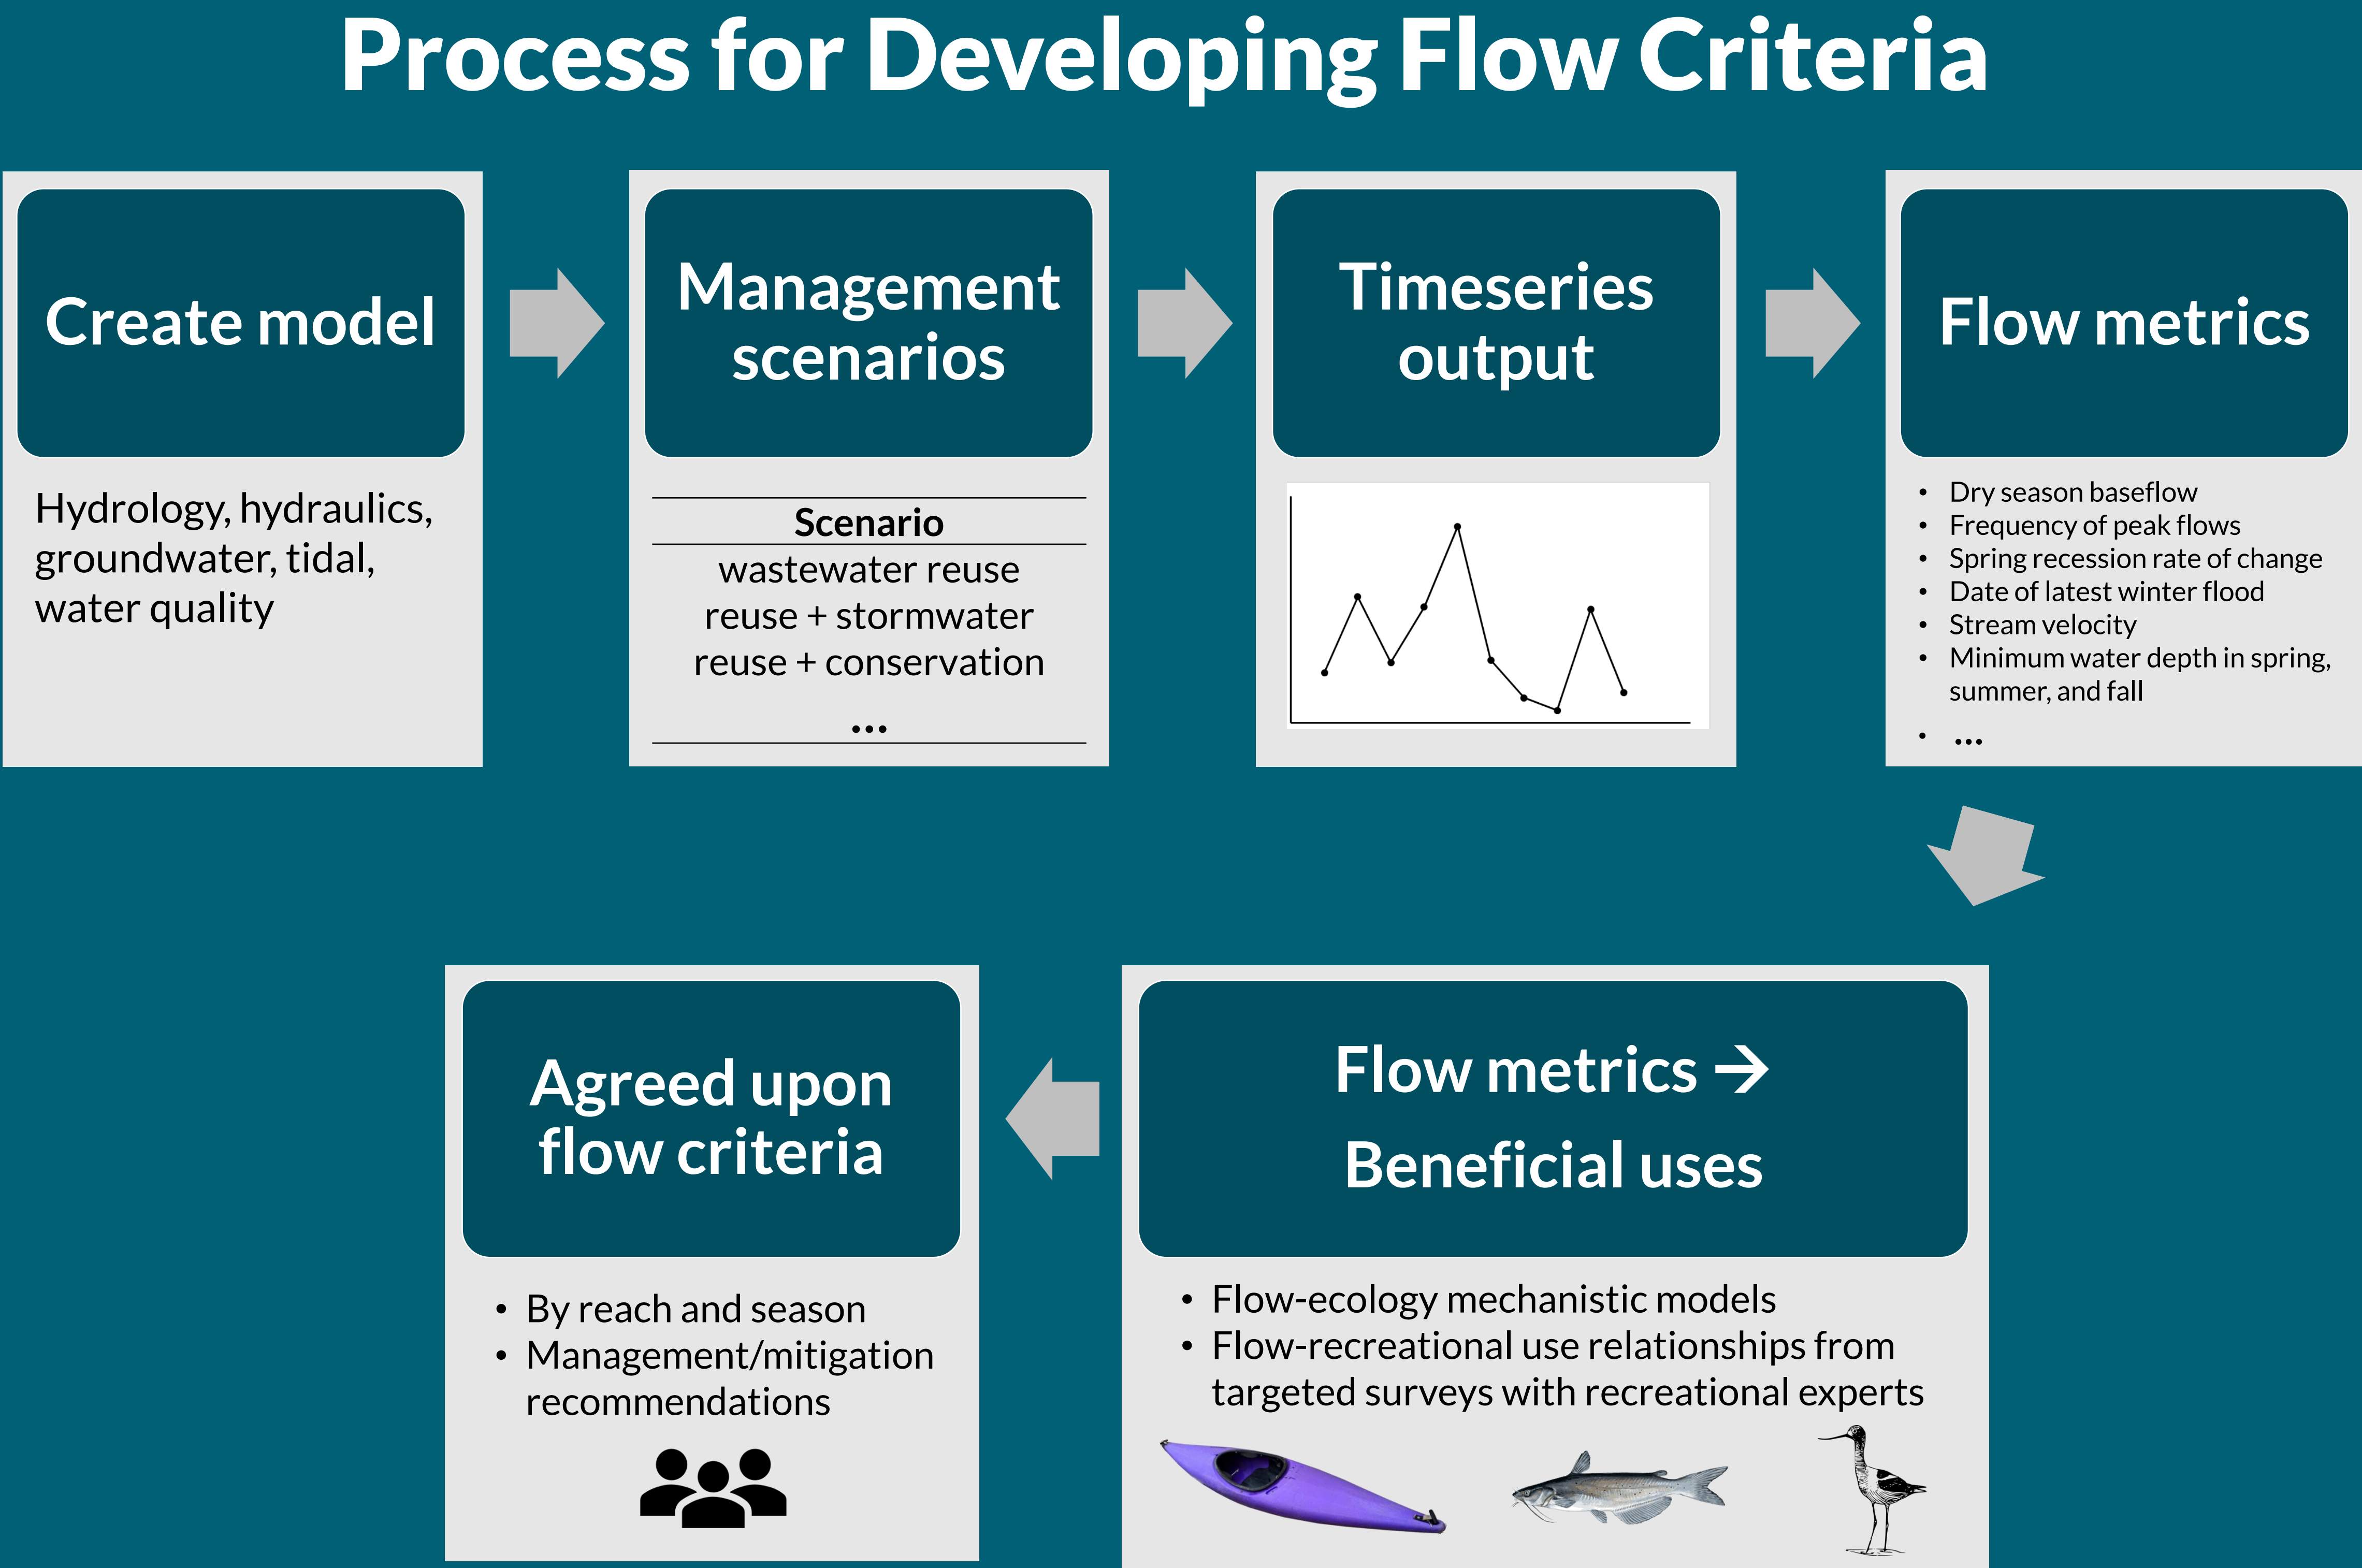 Process for Developing Flow Criteria
Create model
Hydrology, hydraulics,
groundwater, tidal,
water quality
Management
scenarios
Scenario
wastewater reuse
reuse + stormwater
reuse + conservation
...
Timeseries
output
Flow metrics
• Dry season baseflow
• Frequency of peak flows
• Spring recession rate of change
• Date of latest winter flood
• Stream velocity
• Minimum water depth in spring,
summer, and fall
• ...
Flow metrics →
Beneficial uses
• Flow-ecology mechanistic models
• Flow-recreational use relationships from
targeted surveys with recreational experts
Agreed upon
flow criteria
• By reach and season
• Management/mitigation
recommendations